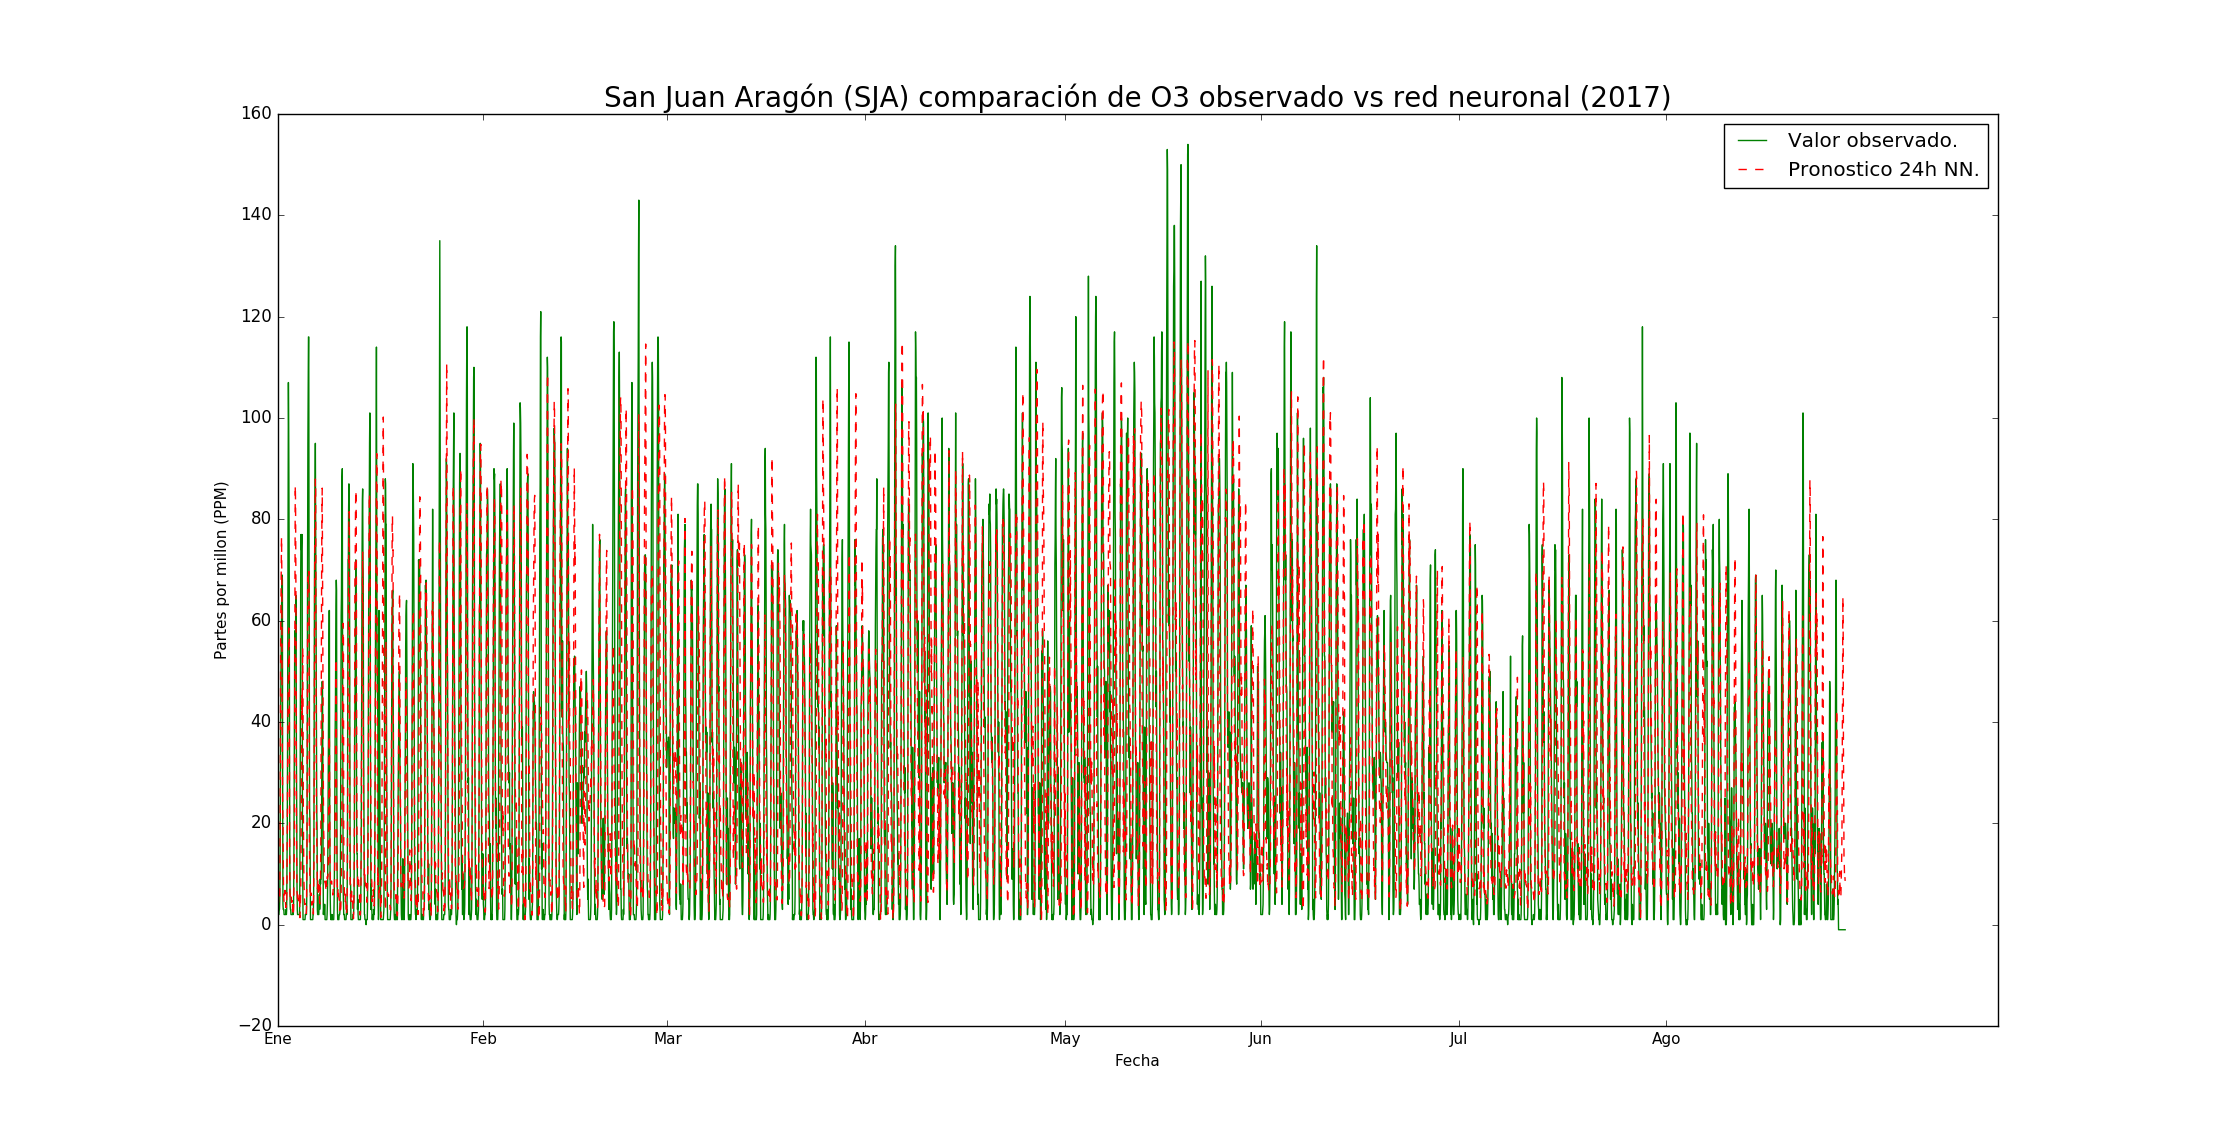 San Juan Aragón (SJA) comparación de O3 observado vs red neuronal (2017)
Valor observado.
Pronostico 24h NN.
Partes por millon (PPM)
160
140
120
100
80
60
40
20
0
−20
Ene Feb Mar Abr May Jun Jul Ago
Fecha